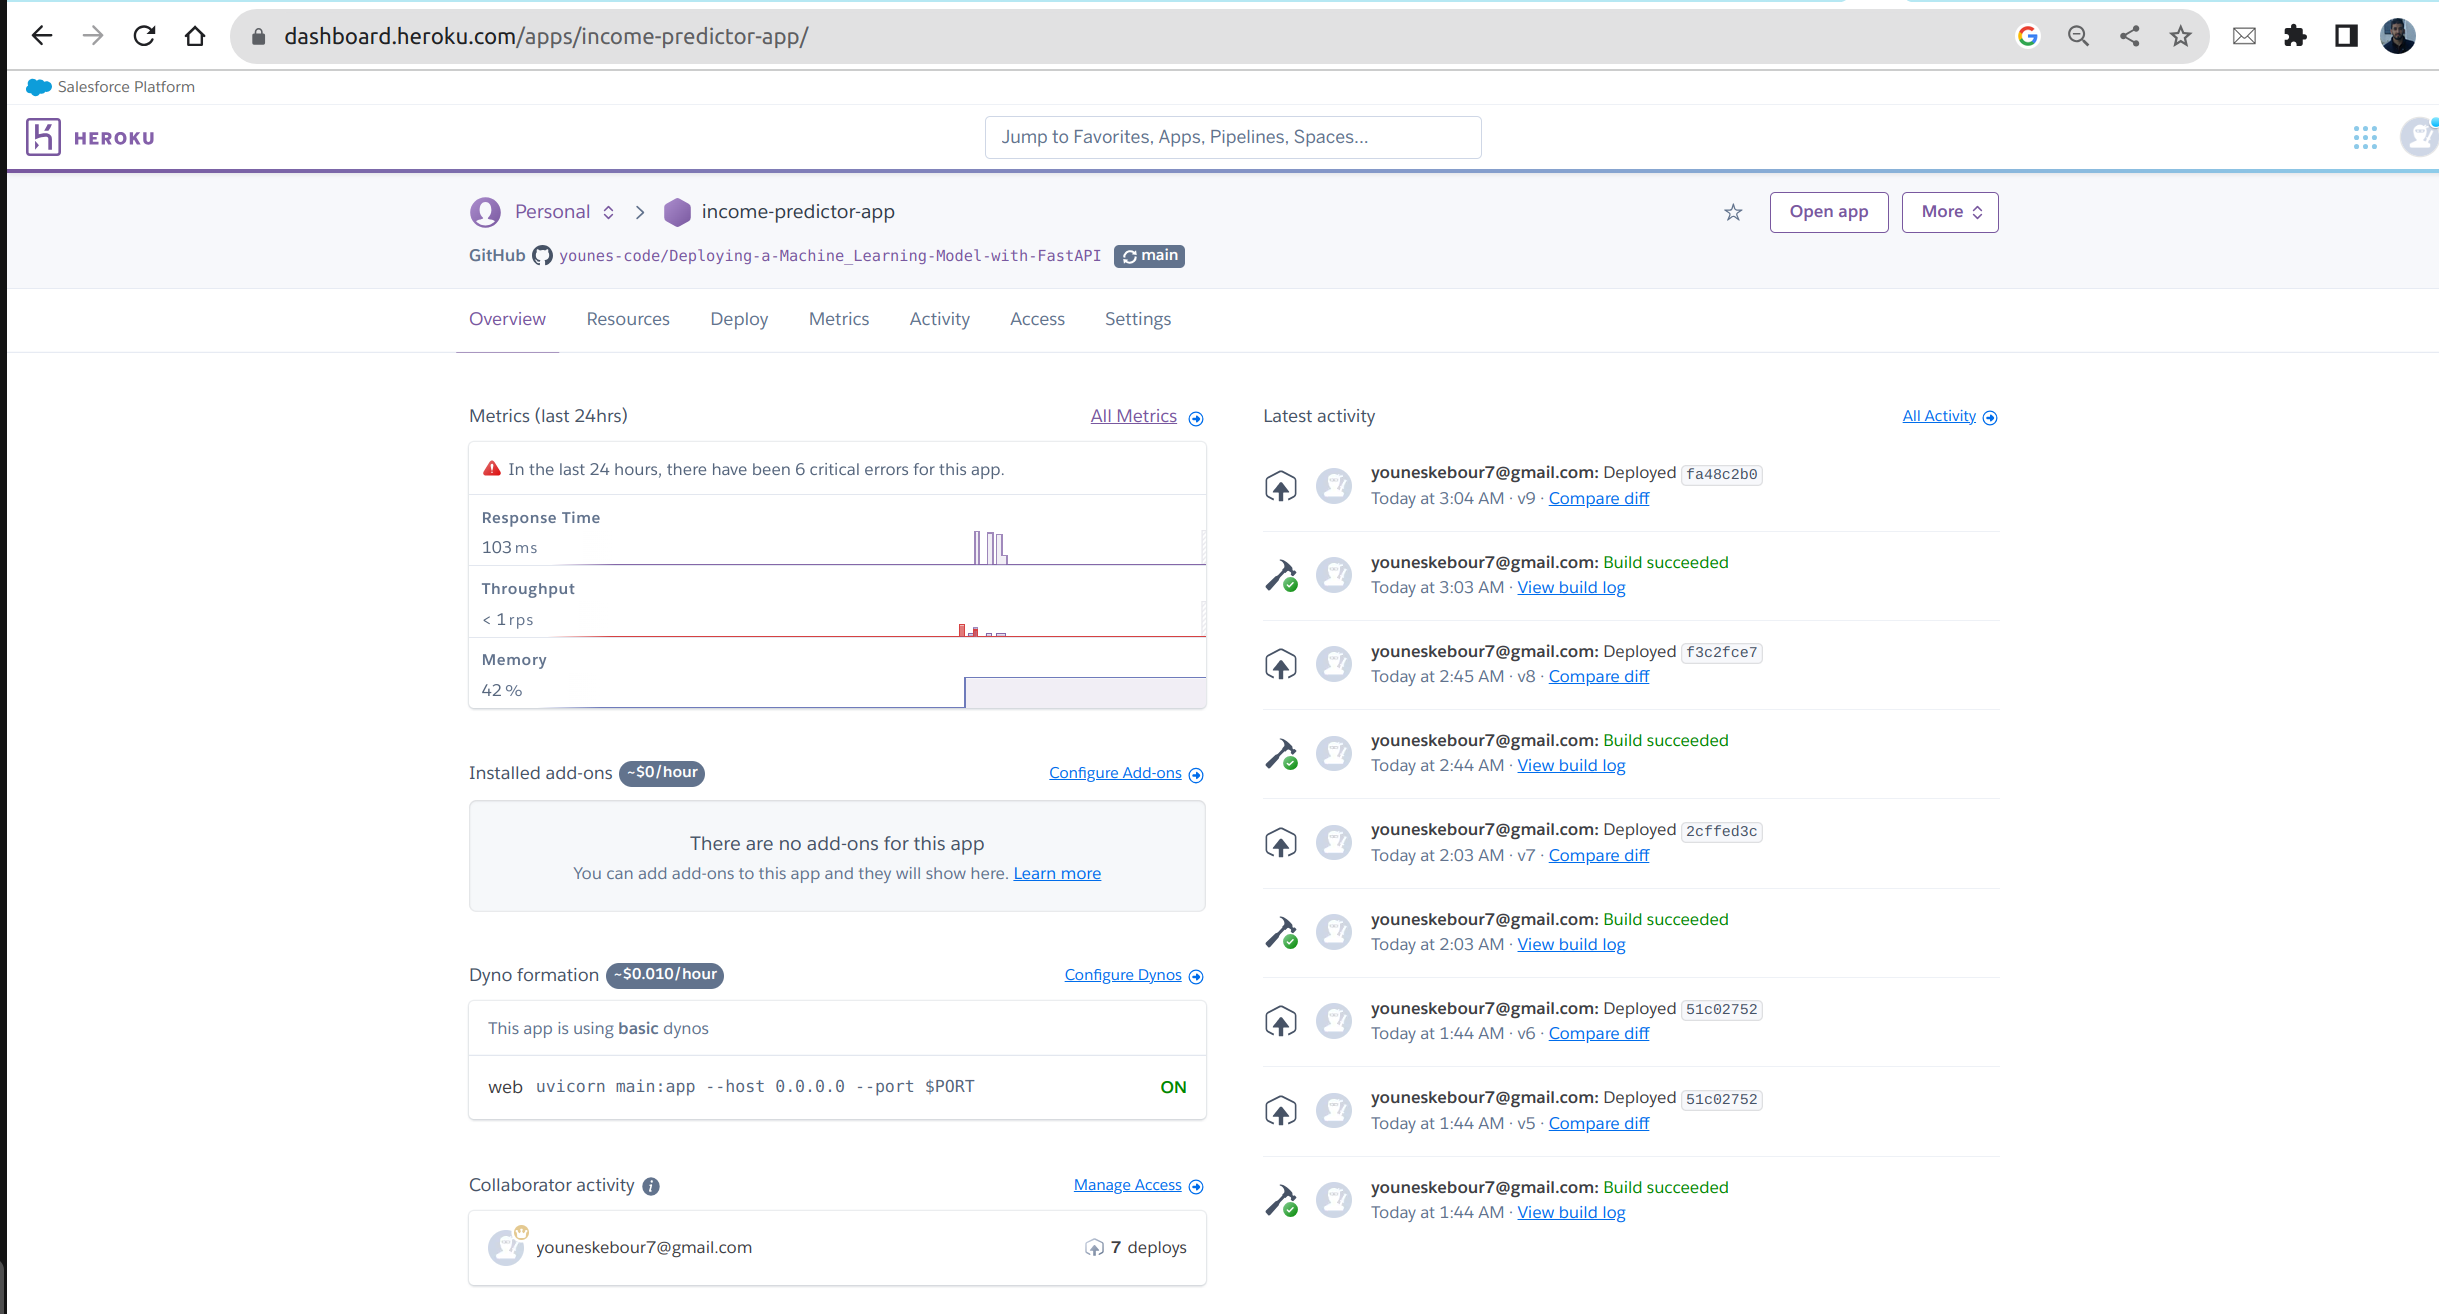 dashboard.heroku.com/apps/income-predictor-app/
Salesforce Platform
HEROKU
Jump to Favorites, Apps, Pipelines, Spaces...
Personal
income-predictor-app
Open app
More
GitHub younes-code/Deploying-a-Machine_Learning-Model-with-FastAPI main
Overview Resources Deploy Metrics Activity Access Settings
Metrics (last 24hrs)
All Metrics
In the last 24 hours, there have been 6 critical errors for this app.
Response Time
103 ms
Throughput
< 1 rps
Memory
42 %
Installed add-ons ~$0/hour
Configure Add-ons
There are no add-ons for this app
You can add add-ons to this app and they will show here. Learn more
Dyno formation ~$0.010/hour
Configure Dynos
This app is using basic dynos
web uvicorn main:app --host 0.0.0.0 --port $PORT ON
Collaborator activity
Manage Access
youneskebour7@gmail.com 7 deploys
Latest activity
All Activity
youneskebour7@gmail.com: Deployed fa48c2b0
Today at 3:04 AM · v9 · Compare diff
youneskebour7@gmail.com: Build succeeded
Today at 3:03 AM · View build log
youneskebour7@gmail.com: Deployed f3c2fce7
Today at 2:45 AM · v8 · Compare diff
youneskebour7@gmail.com: Build succeeded
Today at 2:44 AM · View build log
youneskebour7@gmail.com: Deployed 2cffed3c
Today at 2:03 AM · v7 · Compare diff
youneskebour7@gmail.com: Build succeeded
Today at 2:03 AM · View build log
youneskebour7@gmail.com: Deployed 51c02752
Today at 1:44 AM · v6 · Compare diff
youneskebour7@gmail.com: Deployed 51c02752
Today at 1:44 AM · v5 · Compare diff
youneskebour7@gmail.com: Build succeeded
Today at 1:44 AM · View build log